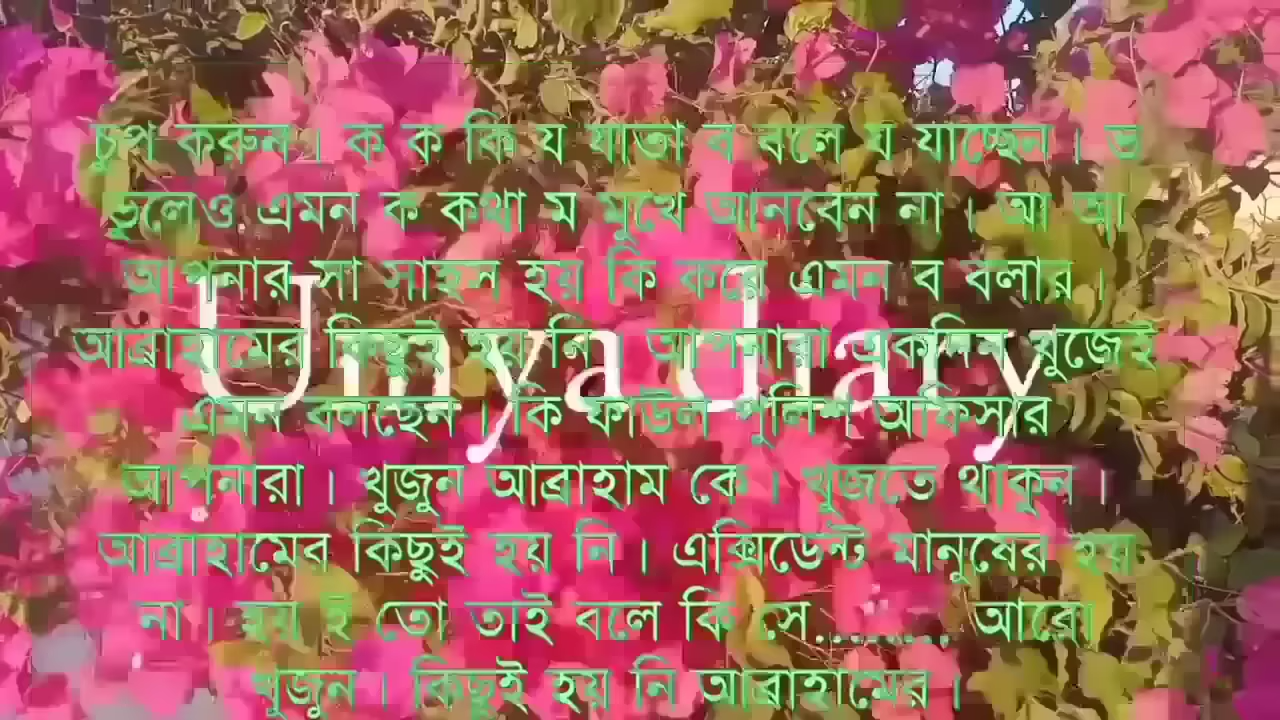 চুপ করুন। ক ক কি য যাতা ব বলে য যাচ্ছেন। ভ
ভুলেও এমন ক কথা ম মুখে আনবেন না। আ আ
আপনার সা সাহস হয় কি করে এমন ব বলার।
আব্রাহামের কিছুই হয় নি। আপনারা একদিন খুজেই
এমন বলছেন। কি ফাউল পুলিশ অফিসার
আপনারা। খুজুন আব্রাহাম কে। খুজতে থাকুন।
আব্রাহামের কিছুই হয় নি। এক্সিডেন্ট মানুষের হয়
না। হয় ই তো তাই বলে কি সে........ আরো
খুজুন। কিছুই হয় নি আব্রাহামের।